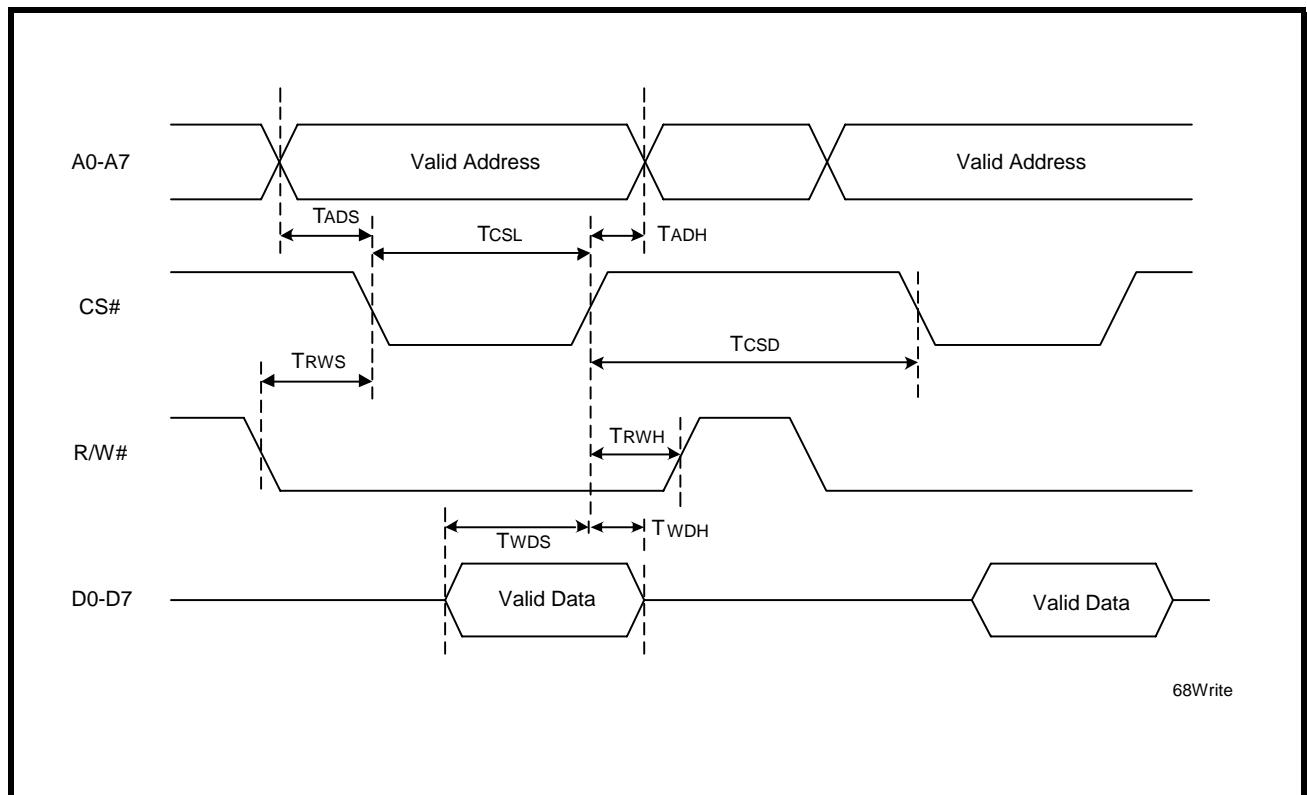 A0-A7
Valid Address
Valid Address
TADS
TCSL
TADH
CS#
TCSD
TRWS
R/W#
TRWH
TWDS
TWDH
D0-D7
Valid Data
Valid Data
68Write